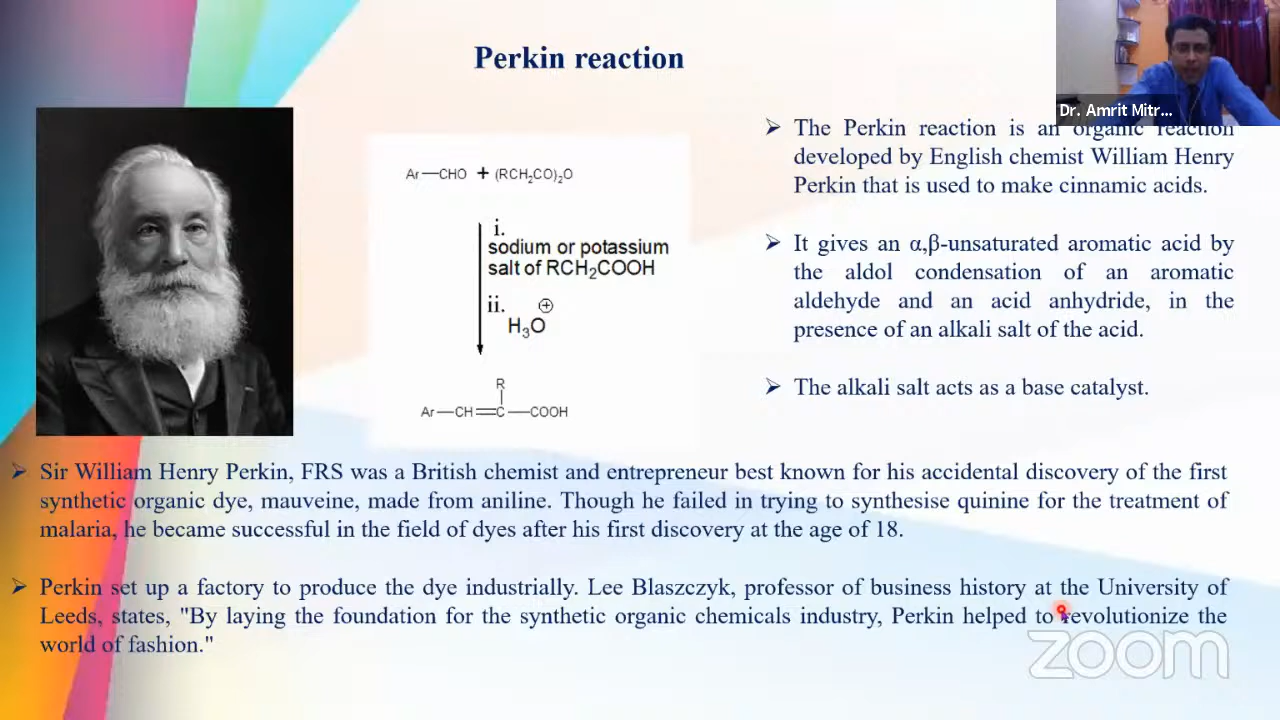 Perkin reaction
Dr. Amrit Mitr...
Ar—CHO + (RCH₂CO)₂O
i.
sodium or potassium
salt of RCH₂COOH
ii. ⊕
H₃O
R
Ar—CH=C—COOH
➢ The Perkin reaction is an organic reaction
developed by English chemist William Henry
Perkin that is used to make cinnamic acids.
➢ It gives an α,β-unsaturated aromatic acid by
the aldol condensation of an aromatic
aldehyde and an acid anhydride, in the
presence of an alkali salt of the acid.
➢ The alkali salt acts as a base catalyst.
➢ Sir William Henry Perkin, FRS was a British chemist and entrepreneur best known for his accidental discovery of the first
synthetic organic dye, mauveine, made from aniline. Though he failed in trying to synthesise quinine for the treatment of
malaria, he became successful in the field of dyes after his first discovery at the age of 18.
➢ Perkin set up a factory to produce the dye industrially. Lee Blaszczyk, professor of business history at the University of
Leeds, states, "By laying the foundation for the synthetic organic chemicals industry, Perkin helped to revolutionize the
world of fashion."
zoom